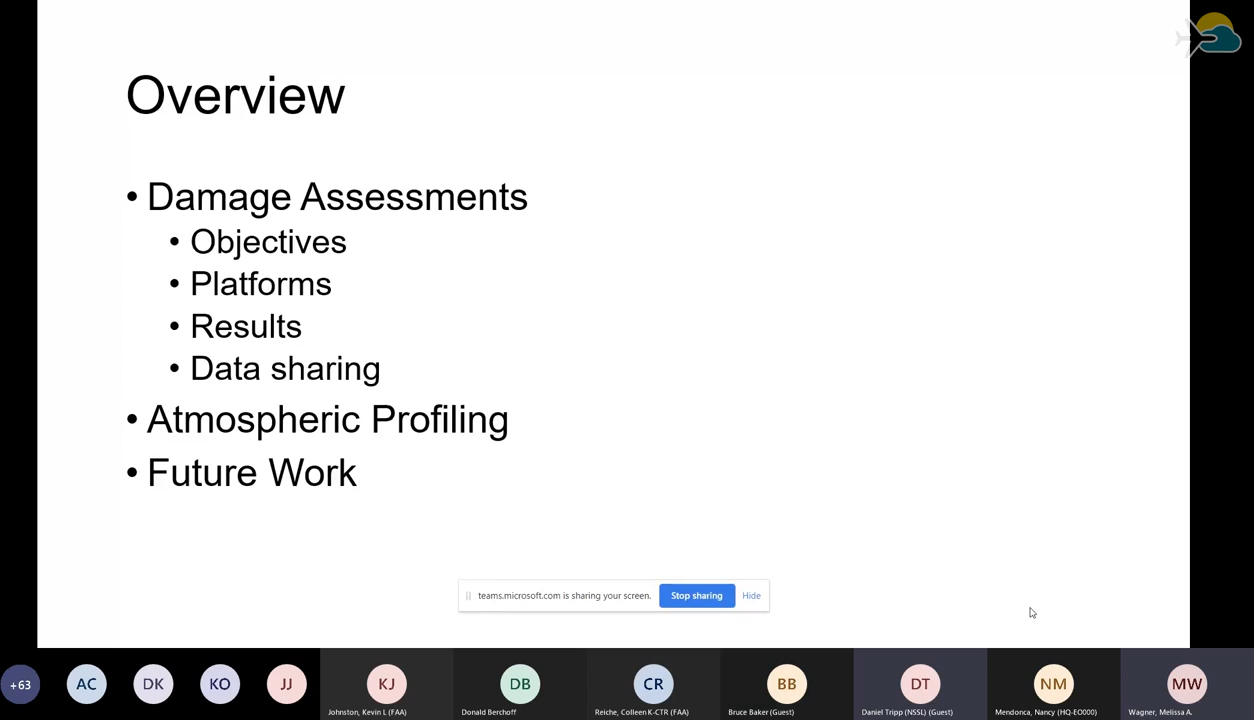 Overview
• Damage Assessments
• Objectives
• Platforms
• Results
• Data sharing
• Atmospheric Profiling
• Future Work
teams.microsoft.com is sharing your screen. Stop sharing Hide
+63 AC DK KO JJ KJ DB CR BB DT NM MW
Johnston, Kevin L (FAA) Donald Berchoff Reiche, Colleen K-CTR (FAA) Bruce Baker (Guest) Daniel Tripp (NSSL) (Guest) Mendonca, Nancy (HQ-EO000) Wagner, Melissa A.